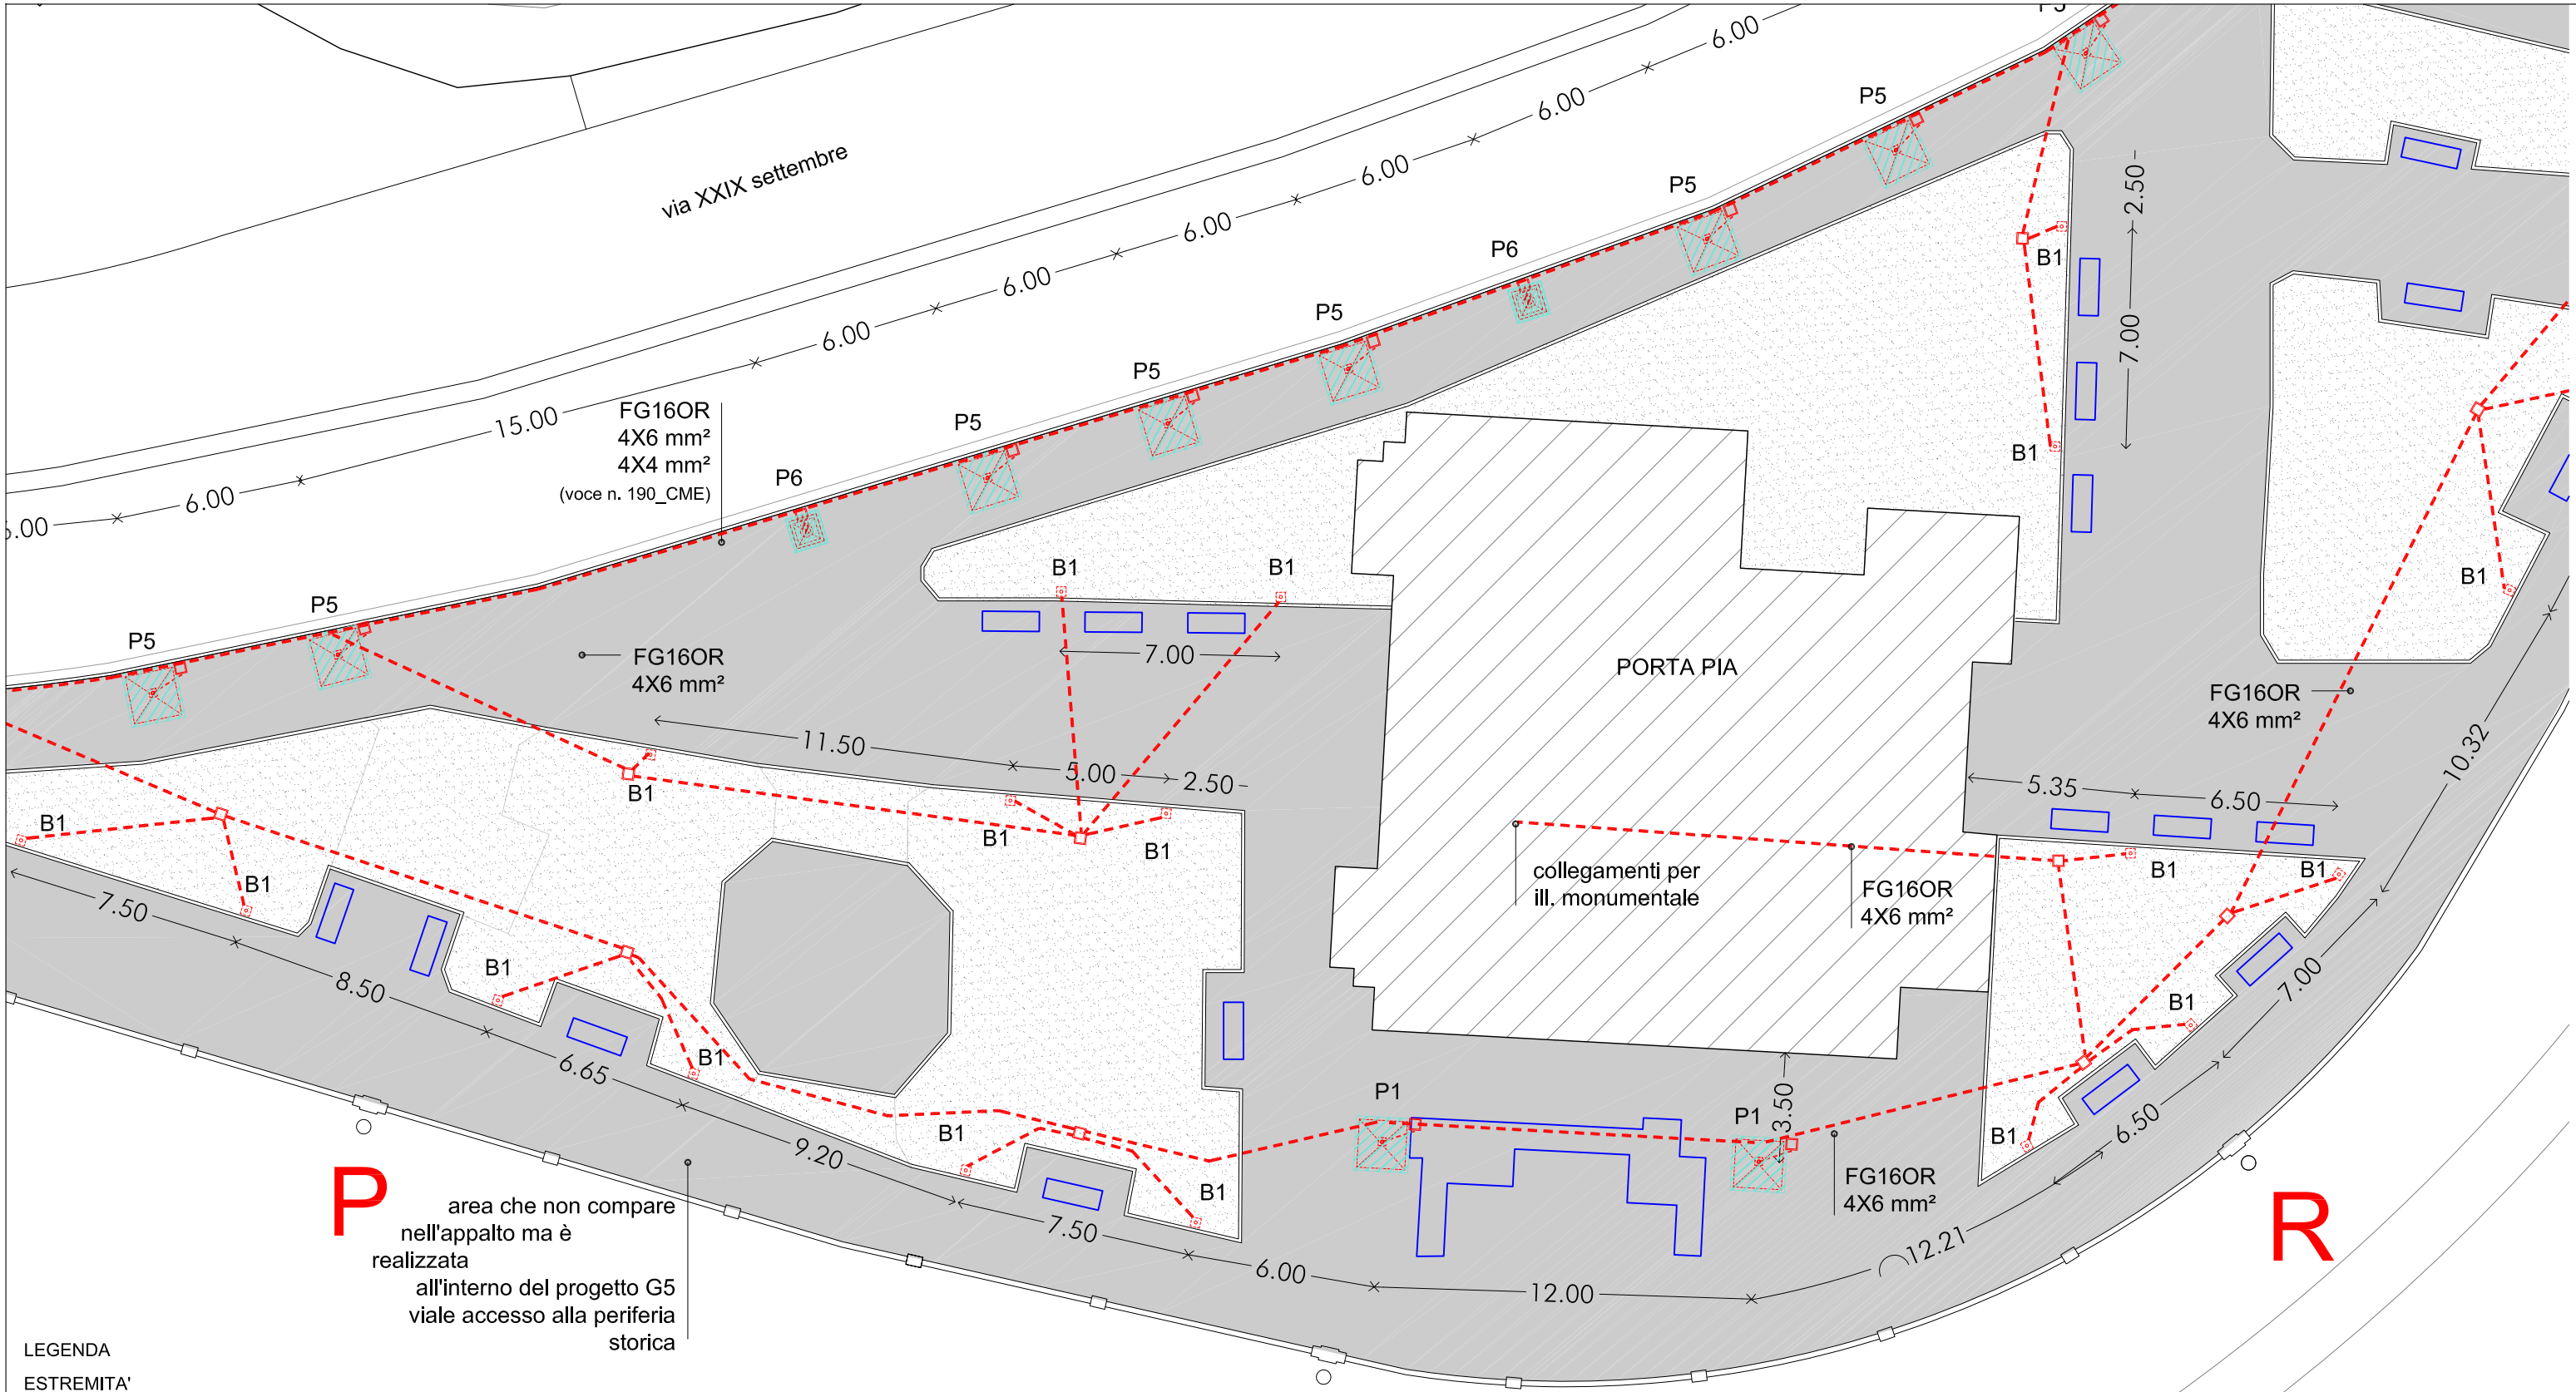 P5
6.00
P5
6.00
via XXIX settembre
6.00
P5
2.50
6.00
P6
B1
6.00
7.00
P5
6.00
P5
15.00
FG16OR
4X6 mm²
4X4 mm²
(voce n. 190_CME)
P5
B1
P6
6.00
.00
B1
B1
B1
P5
P5
FG16OR
4X6 mm²
7.00
PORTA PIA
FG16OR
4X6 mm²
11.50
5.00
2.50
10.32
5.35
6.50
B1
B1
B1
B1
B1
B1
B1
collegamenti per
ill. monumentale
FG16OR
4X6 mm²
7.50
8.50
B1
7.00
B1
6.65
B1
P1
P1
3.50
6.50
B1
B1
9.20
FG16OR
4X6 mm²
B1
P
area che non compare
nell'appalto ma è
realizzata
all'interno del progetto G5
viale accesso alla periferia
storica
7.50
6.00
12.00
12.21
R
LEGENDA
ESTREMITA'